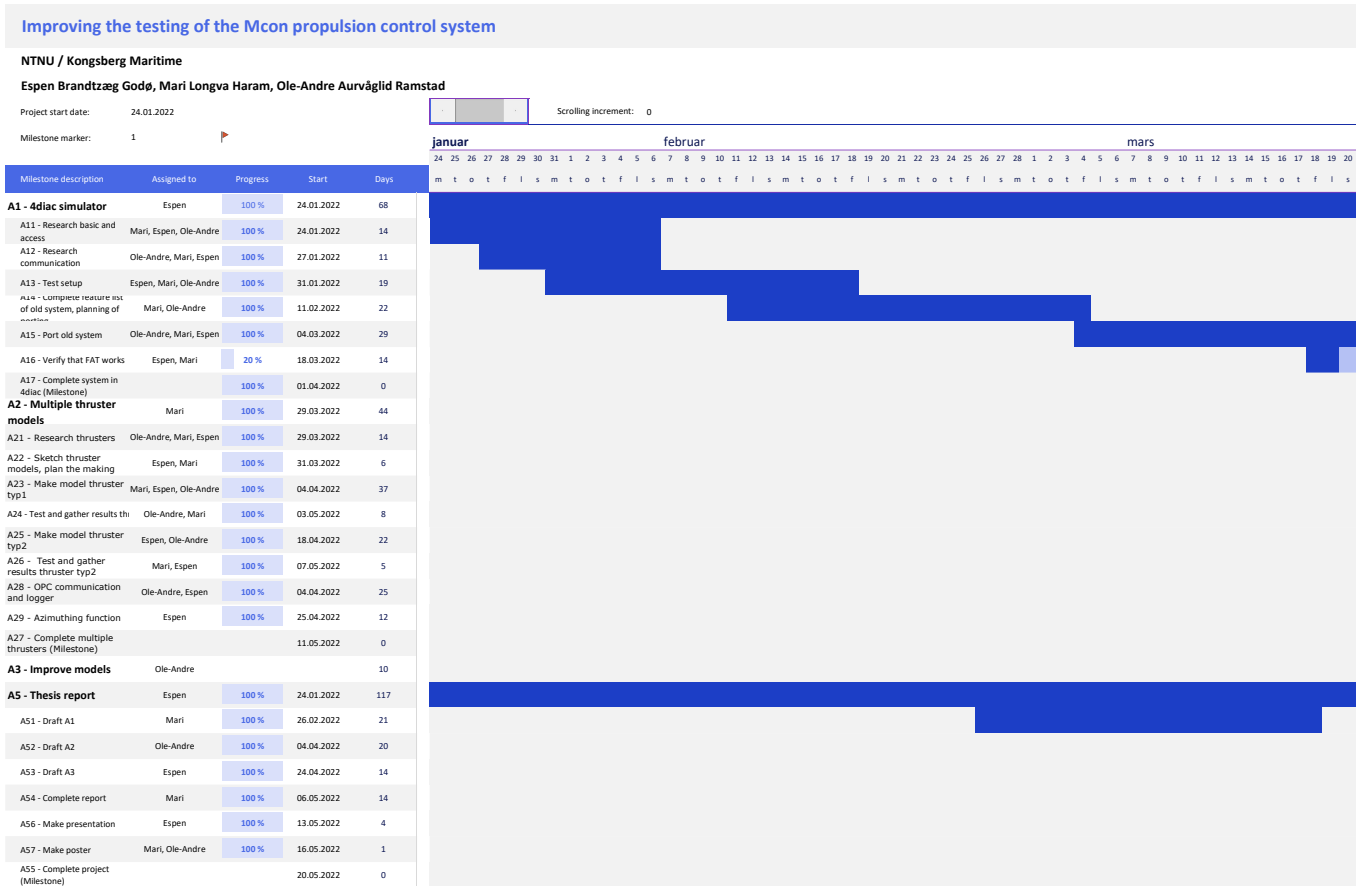 Improving the testing of the Mcon propulsion control system
NTNU / Kongsberg Maritime
Espen Brandtzæg Godø, Mari Longva Haram, Ole-Andre Aurvåglid Ramstad
Project start date: 24.01.2022 Scrolling increment: 0
Milestone marker: 1
januar februar mars
24 25 26 27 28 29 30 31 1 2 3 4 5 6 7 8 9 10 11 12 13 14 15 16 17 18 19 20 21 22 23 24 25 26 27 28 1 2 3 4 5 6 7 8 9 10 11 12 13 14 15 16 17 18 19 20
Milestone description Assigned to Progress Start Days m t o t f l s m t o t f l s m t o t f l s m t o t f l s m t o t f l s m t o t f l s m t o t f l s m t o t f l s
A1 - 4diac simulator Espen 100 % 24.01.2022 68
A11 - Research basic and
access Mari, Espen, Ole-Andre 100 % 24.01.2022 14
A12 - Research
communication Ole-Andre, Mari, Espen 100 % 27.01.2022 11
A13 - Test setup Espen, Mari, Ole-Andre 100 % 31.01.2022 19
A14 - Complete feature list
of old system, planning of
porting Mari, Ole-Andre 100 % 11.02.2022 22
A15 - Port old system Ole-Andre, Mari, Espen 100 % 04.03.2022 29
A16 - Verify that FAT works Espen, Mari 20 % 18.03.2022 14
A17 - Complete system in
4diac (Milestone) 100 % 01.04.2022 0
A2 - Multiple thruster
models Mari 100 % 29.03.2022 44
A21 - Research thrusters Ole-Andre, Mari, Espen 100 % 29.03.2022 14
A22 - Sketch thruster
models, plan the making Espen, Mari 100 % 31.03.2022 6
A23 - Make model thruster
typ1 Mari, Espen, Ole-Andre 100 % 04.04.2022 37
A24 - Test and gather results thr Ole-Andre, Mari 100 % 03.05.2022 8
A25 - Make model thruster
typ2 Espen, Ole-Andre 100 % 18.04.2022 22
A26 - Test and gather
results thruster typ2 Mari, Espen 100 % 07.05.2022 5
A28 - OPC communication
and logger Ole-Andre, Espen 100 % 04.04.2022 25
A29 - Azimuthing function Espen 100 % 25.04.2022 12
A27 - Complete multiple
thrusters (Milestone) 11.05.2022 0
A3 - Improve models Ole-Andre 10
A5 - Thesis report Espen 100 % 24.01.2022 117
A51 - Draft A1 Mari 100 % 26.02.2022 21
A52 - Draft A2 Ole-Andre 100 % 04.04.2022 20
A53 - Draft A3 Espen 100 % 24.04.2022 14
A54 - Complete report Mari 100 % 06.05.2022 14
A56 - Make presentation Espen 100 % 13.05.2022 4
A57 - Make poster Mari, Ole-Andre 100 % 16.05.2022 1
A55 - Complete project
(Milestone) 20.05.2022 0